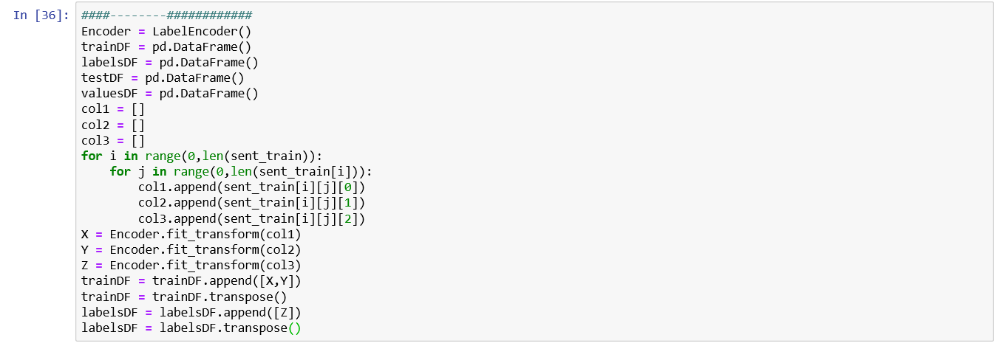 In [36]: ####--------############
Encoder = LabelEncoder()
trainDF = pd.DataFrame()
labelsDF = pd.DataFrame()
testDF = pd.DataFrame()
valuesDF = pd.DataFrame()
col1 = []
col2 = []
col3 = []
for i in range(0,len(sent_train)):
    for j in range(0,len(sent_train[i])):
        col1.append(sent_train[i][j][0])
        col2.append(sent_train[i][j][1])
        col3.append(sent_train[i][j][2])
X = Encoder.fit_transform(col1)
Y = Encoder.fit_transform(col2)
Z = Encoder.fit_transform(col3)
trainDF = trainDF.append([X,Y])
trainDF = trainDF.transpose()
labelsDF = labelsDF.append([Z])
labelsDF = labelsDF.transpose()